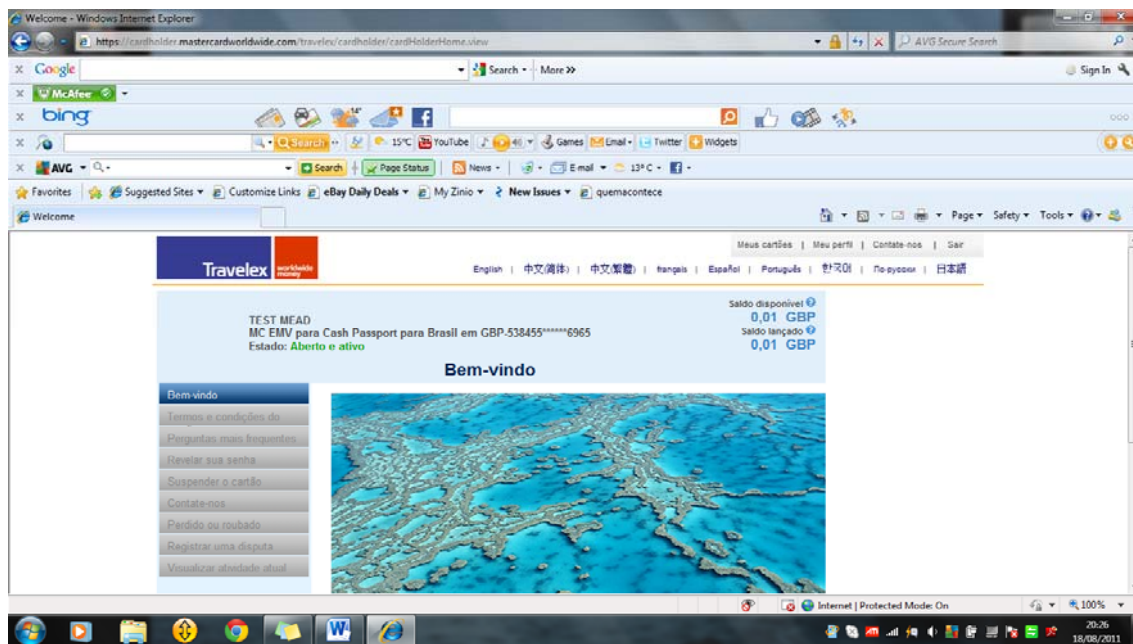 Welcome - Windows Internet Explorer
https://cardholder.mastercardworldwide.com/travelex/cardholder/cardHolderHome.view AVG Secure Search
x Google Search More >> Sign In
x McAfee
x bing 14°
x Search 15°C YouTube 46 Games Email Twitter Widgets
x AVG Search Page Status News E-mail 13° C
Favorites Suggested Sites Customize Links eBay Daily Deals My Zinio New Issues quemacontece
Welcome Page Safety Tools
Meus cartões | Meu perfil | Contate-nos | Sair
Travelex worldwide money
English | 中文(简体) | 中文(繁體) | français | Español | Português | 한국어 | По-русски | 日本語
Saldo disponível
0,01 GBP
TEST MEAD
MC EMV para Cash Passport para Brasil em GBP-538455******6965
Saldo lançado
Estado: Aberto e ativo
0,01 GBP
Bem-vindo
Bem-vindo
Termos e condições do
Perguntas mais frequentes
Revelar sua senha
Suspender o cartão
Contate-nos
Perdido ou roubado
Registrar uma disputa
Visualizar atividade atual
Internet | Protected Mode: On 100%
20:26
18/08/2011